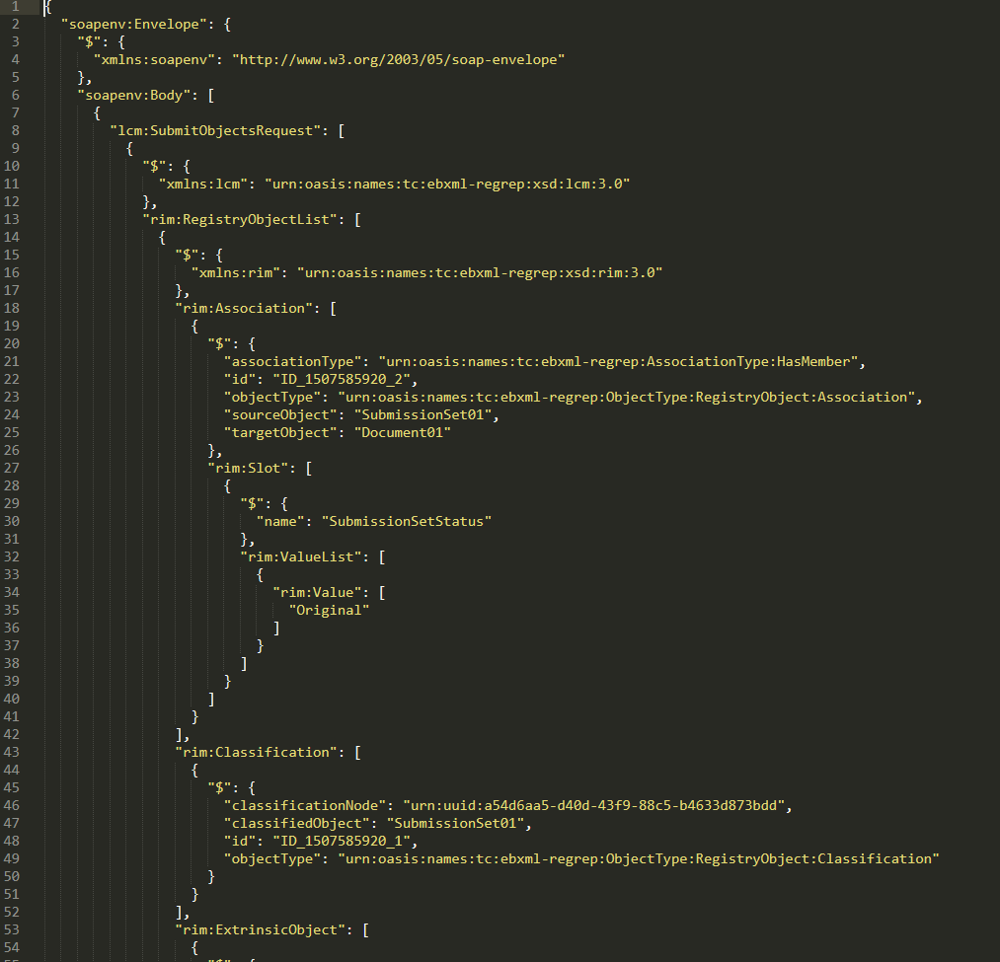 1 {
2   "soapenv:Envelope": {
3     "$": {
4       "xmlns:soapenv": "http://www.w3.org/2003/05/soap-envelope"
5     },
6     "soapenv:Body": [
7       {
8         "lcm:SubmitObjectsRequest": [
9           {
10             "$": {
11               "xmlns:lcm": "urn:oasis:names:tc:ebxml-regrep:xsd:lcm:3.0"
12             },
13             "rim:RegistryObjectList": [
14               {
15                 "$": {
16                   "xmlns:rim": "urn:oasis:names:tc:ebxml-regrep:xsd:rim:3.0"
17                 },
18                 "rim:Association": [
19                   {
20                     "$": {
21                       "associationType": "urn:oasis:names:tc:ebxml-regrep:AssociationType:HasMember",
22                       "id": "ID_1507585920_2",
23                       "objectType": "urn:oasis:names:tc:ebxml-regrep:ObjectType:RegistryObject:Association",
24                       "sourceObject": "SubmissionSet01",
25                       "targetObject": "Document01"
26                     },
27                     "rim:Slot": [
28                       {
29                         "$": {
30                           "name": "SubmissionSetStatus"
31                         },
32                         "rim:ValueList": [
33                           {
34                             "rim:Value": [
35                               "Original"
36                             ]
37                           }
38                         ]
39                       }
40                     ]
41                   }
42                 ],
43                 "rim:Classification": [
44                   {
45                     "$": {
46                       "classificationNode": "urn:uuid:a54d6aa5-d40d-43f9-88c5-b4633d873bdd",
47                       "classifiedObject": "SubmissionSet01",
48                       "id": "ID_1507585920_1",
49                       "objectType": "urn:oasis:names:tc:ebxml-regrep:ObjectType:RegistryObject:Classification"
50                     }
51                   }
52                 ],
53                 "rim:ExtrinsicObject": [
54                   {